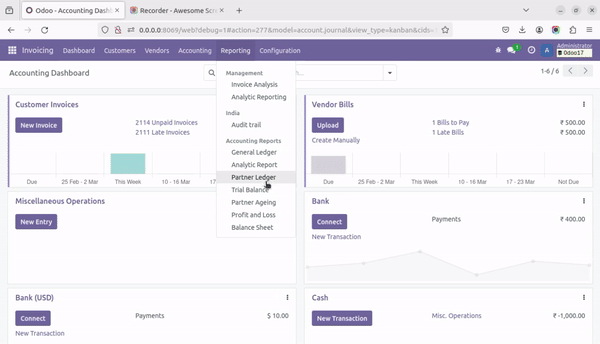 Odoo - Accounting Dashb
Recorder - Awesome Scre
0.0.0.0:8069/web?debug=1#action=277&model=account.journal&view_type=kanban&cids=
Invoicing Dashboard Customers Vendors Accounting Reporting Configuration
1
Administrator
Odoo17
Accounting Dashboard
1-6 / 6
Management
Invoice Analysis
Analytic Reporting
India
Audit trail
Accounting Reports
General Ledger
Analytic Report
Partner Ledger
Trial Balance
Partner Ageing
Profit and Loss
Balance Sheet
Customer Invoices
New Invoice
2114 Unpaid Invoices
2111 Late Invoices
Due 25 Feb - 2 Mar This Week 10 - 16 Mar
Vendor Bills
Upload
Create Manually
1 Bills to Pay ₹ 500.00
1 Late Bills ₹ 500.00
Due 25 Feb - 2 Mar This Week 10 - 16 Mar 17 - 23 Mar Not Due
Miscellaneous Operations
New Entry
Bank
Connect
New Transaction
Payments ₹ 400.00
Bank (USD)
Connect
New Transaction
Payments $ 10.00
Cash
New Transaction
Misc. Operations ₹ -1,000.00